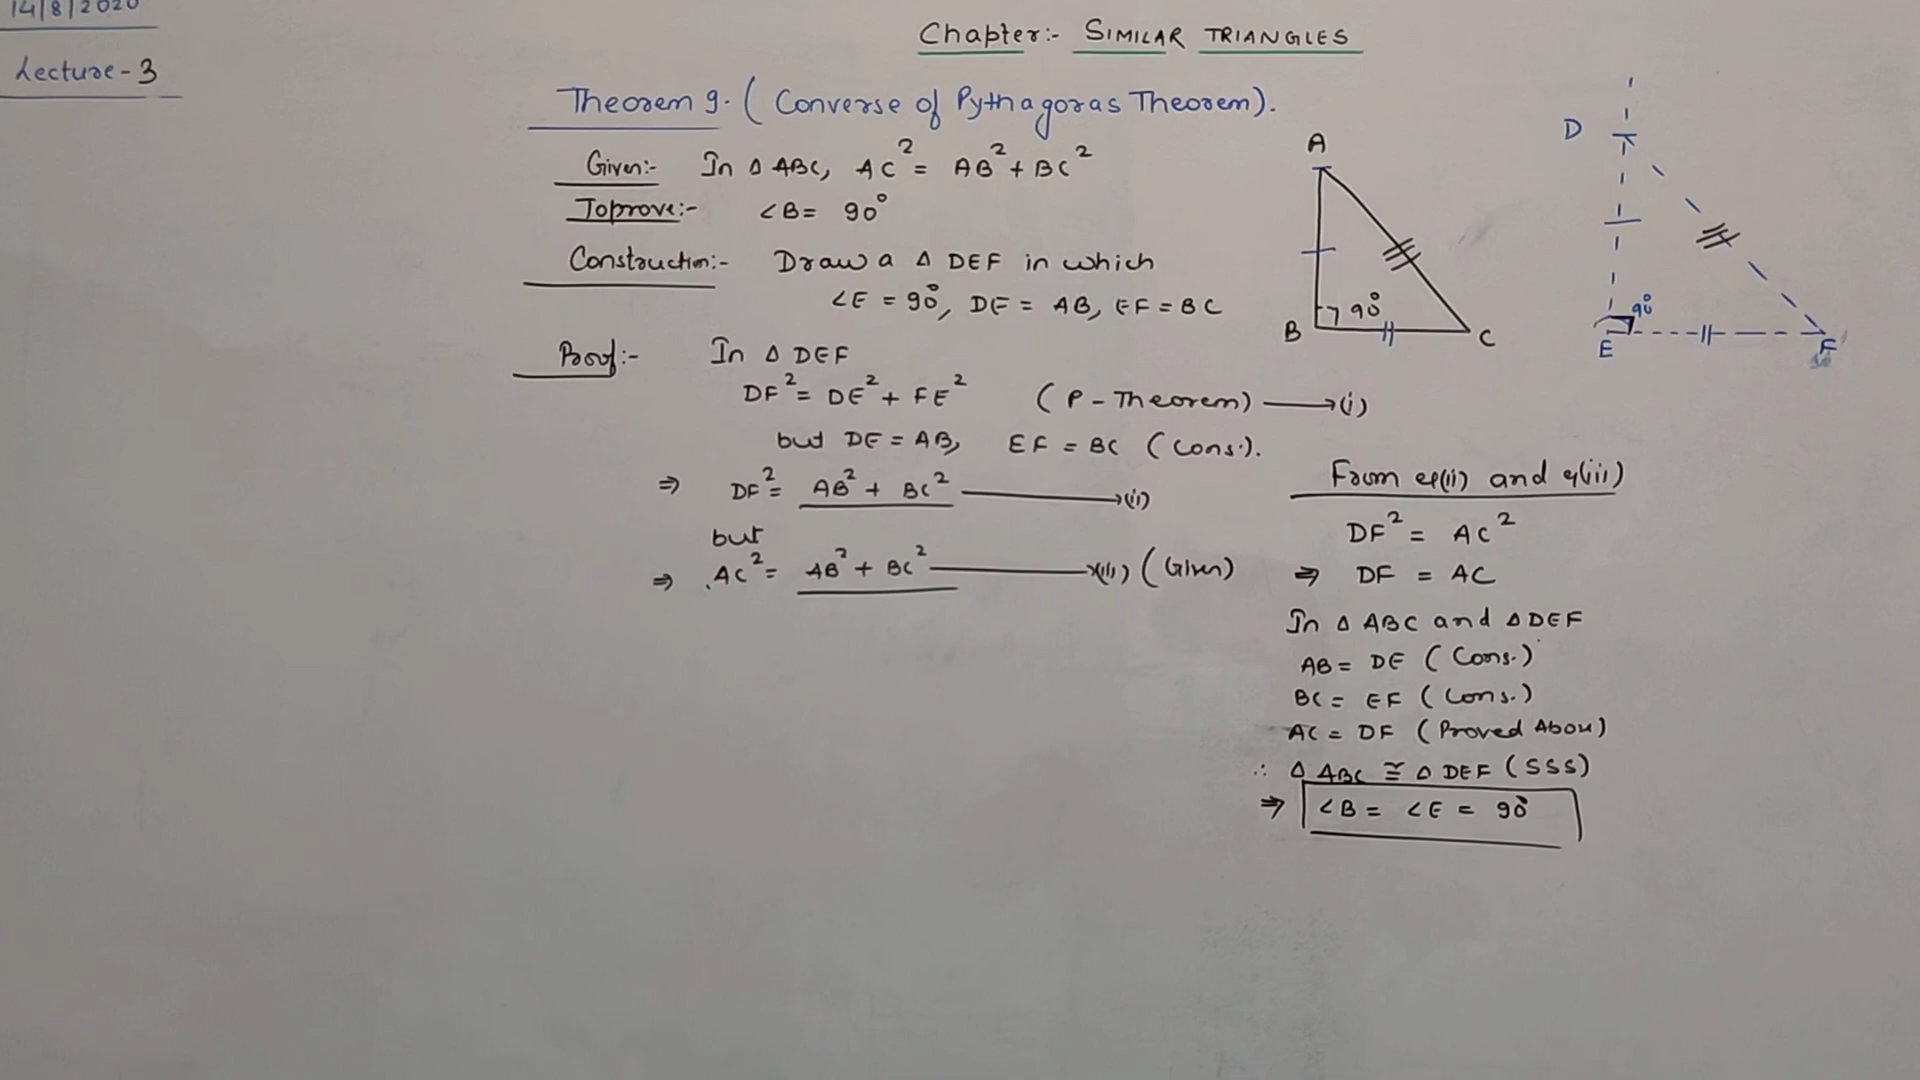 14/8/2020
Lecture-3
Chapter:- SIMILAR TRIANGLES
Theorem 9. ( Converse of Pythagoras Theorem).
Given:- In Δ ABC, AC² = AB² + BC²
Toprove:- ∠B = 90°
Construction:- Draw a Δ DEF in which
∠E = 90°, DE = AB, EF = BC
Proof:- In Δ DEF
DF² = DE² + FE² ( P - Theorem) ⟶(i)
but DE = AB, EF = BC ( Cons.).
⇒ DF² = AB² + BC² ⟶(ii)
but
⇒ AC² = AB² + BC² ⟶(iii) ( Given)
A
B
C
90°
D
E
F
90°
From eq(ii) and q(iii)
DF² = AC²
⇒ DF = AC
In Δ ABC and Δ DEF
AB = DE ( Cons.)
BC = EF ( Cons.)
AC = DF ( Proved Above)
∴ Δ ABC ≅ Δ DEF ( SSS)
⇒ ∠B = ∠E = 90°